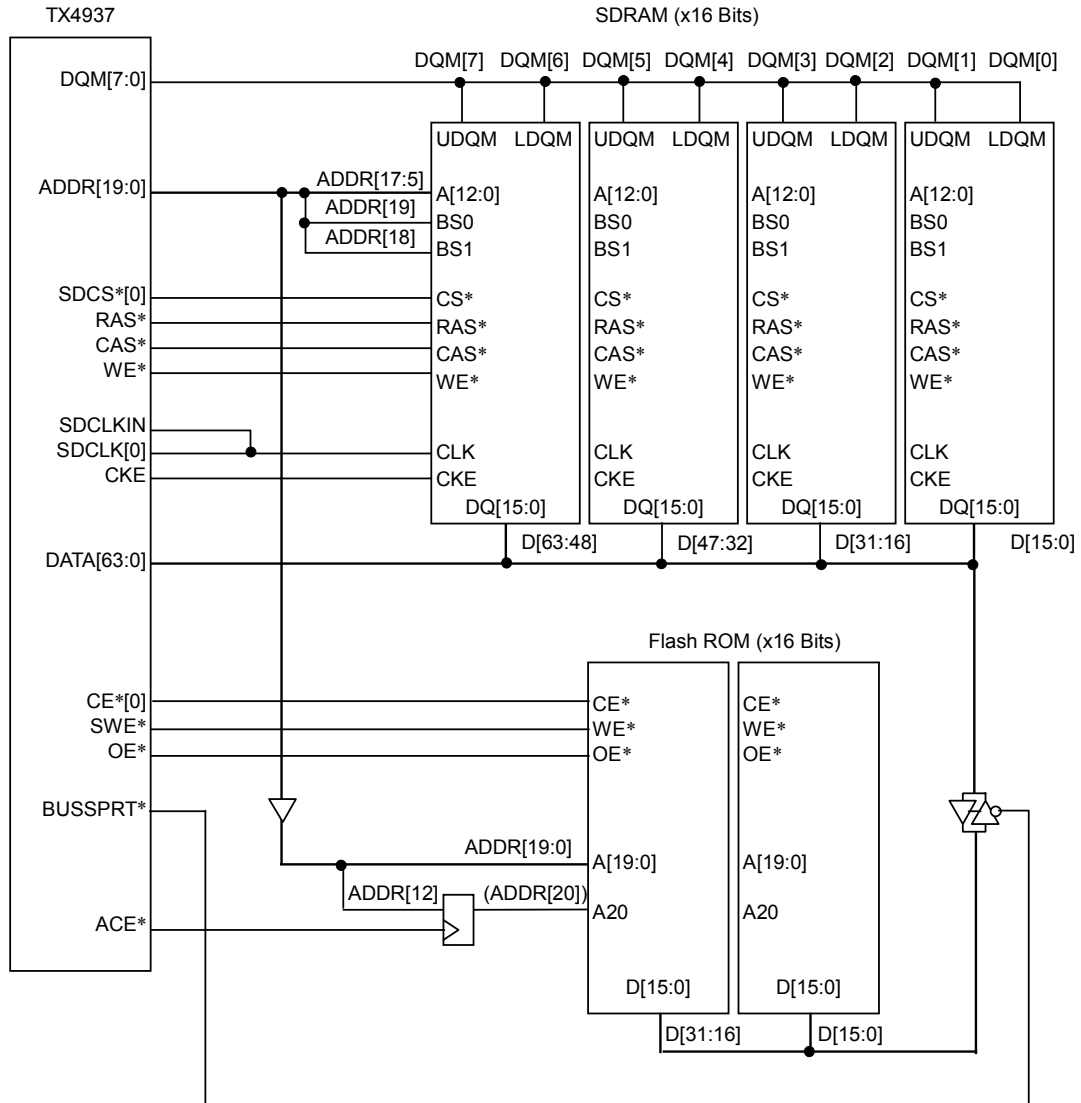 TX4937
SDRAM (x16 Bits)
DQM[7:0]
DQM[7] DQM[6] DQM[5] DQM[4] DQM[3] DQM[2] DQM[1] DQM[0]
UDQM LDQM UDQM LDQM UDQM LDQM UDQM LDQM
ADDR[19:0]
ADDR[17:5]
ADDR[19]
ADDR[18]
A[12:0] A[12:0] A[12:0] A[12:0]
BS0 BS0 BS0 BS0
BS1 BS1 BS1 BS1
SDCS*[0]
RAS*
CAS*
WE*
CS* CS* CS* CS*
RAS* RAS* RAS* RAS*
CAS* CAS* CAS* CAS*
WE* WE* WE* WE*
SDCLKIN
SDCLK[0]
CKE
CLK CLK CLK CLK
CKE CKE CKE CKE
DQ[15:0] DQ[15:0] DQ[15:0] DQ[15:0]
D[63:48] D[47:32] D[31:16] D[15:0]
DATA[63:0]
Flash ROM (x16 Bits)
CE*[0]
SWE*
OE*
CE* CE*
WE* WE*
OE* OE*
BUSSPRT*
ADDR[19:0]
A[19:0] A[19:0]
ADDR[12] (ADDR[20])
A20 A20
ACE*
D[15:0] D[15:0]
D[31:16] D[15:0]